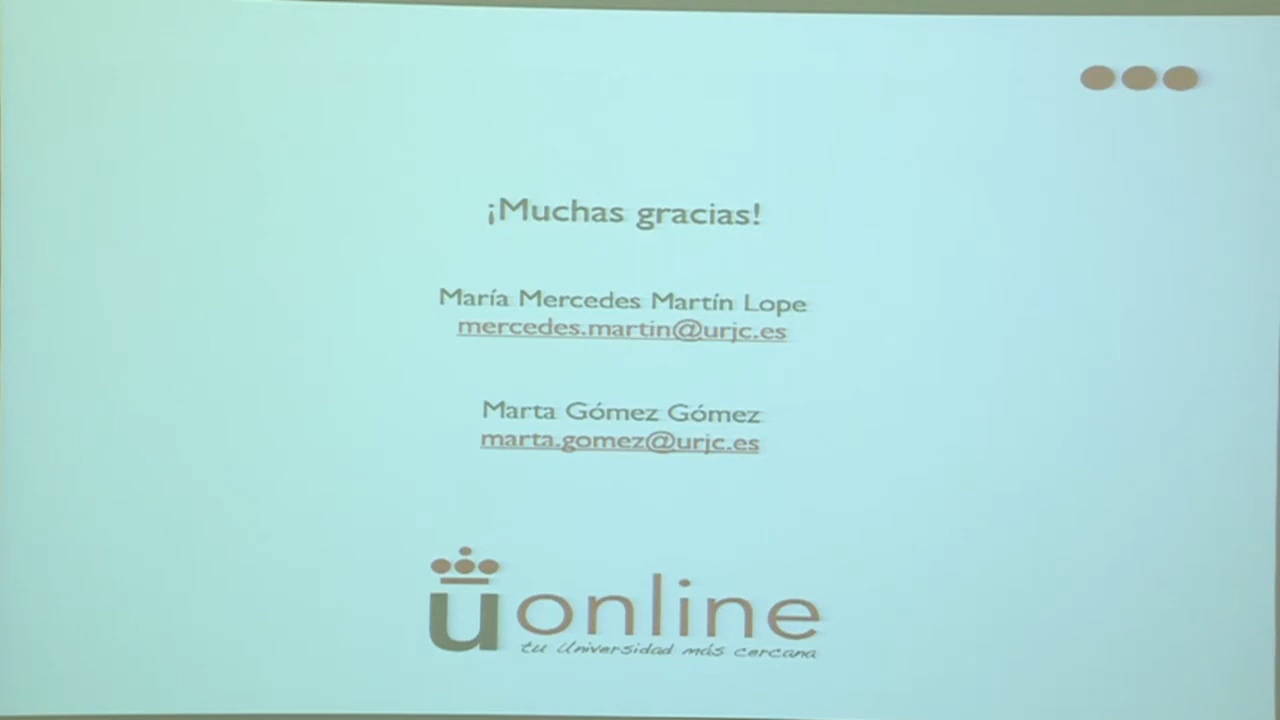 ¡Muchas gracias!
María Mercedes Martín Lope
mercedes.martin@urjc.es
Marta Gómez Gómez
marta.gomez@urjc.es
uonline
tu Universidad más cercana